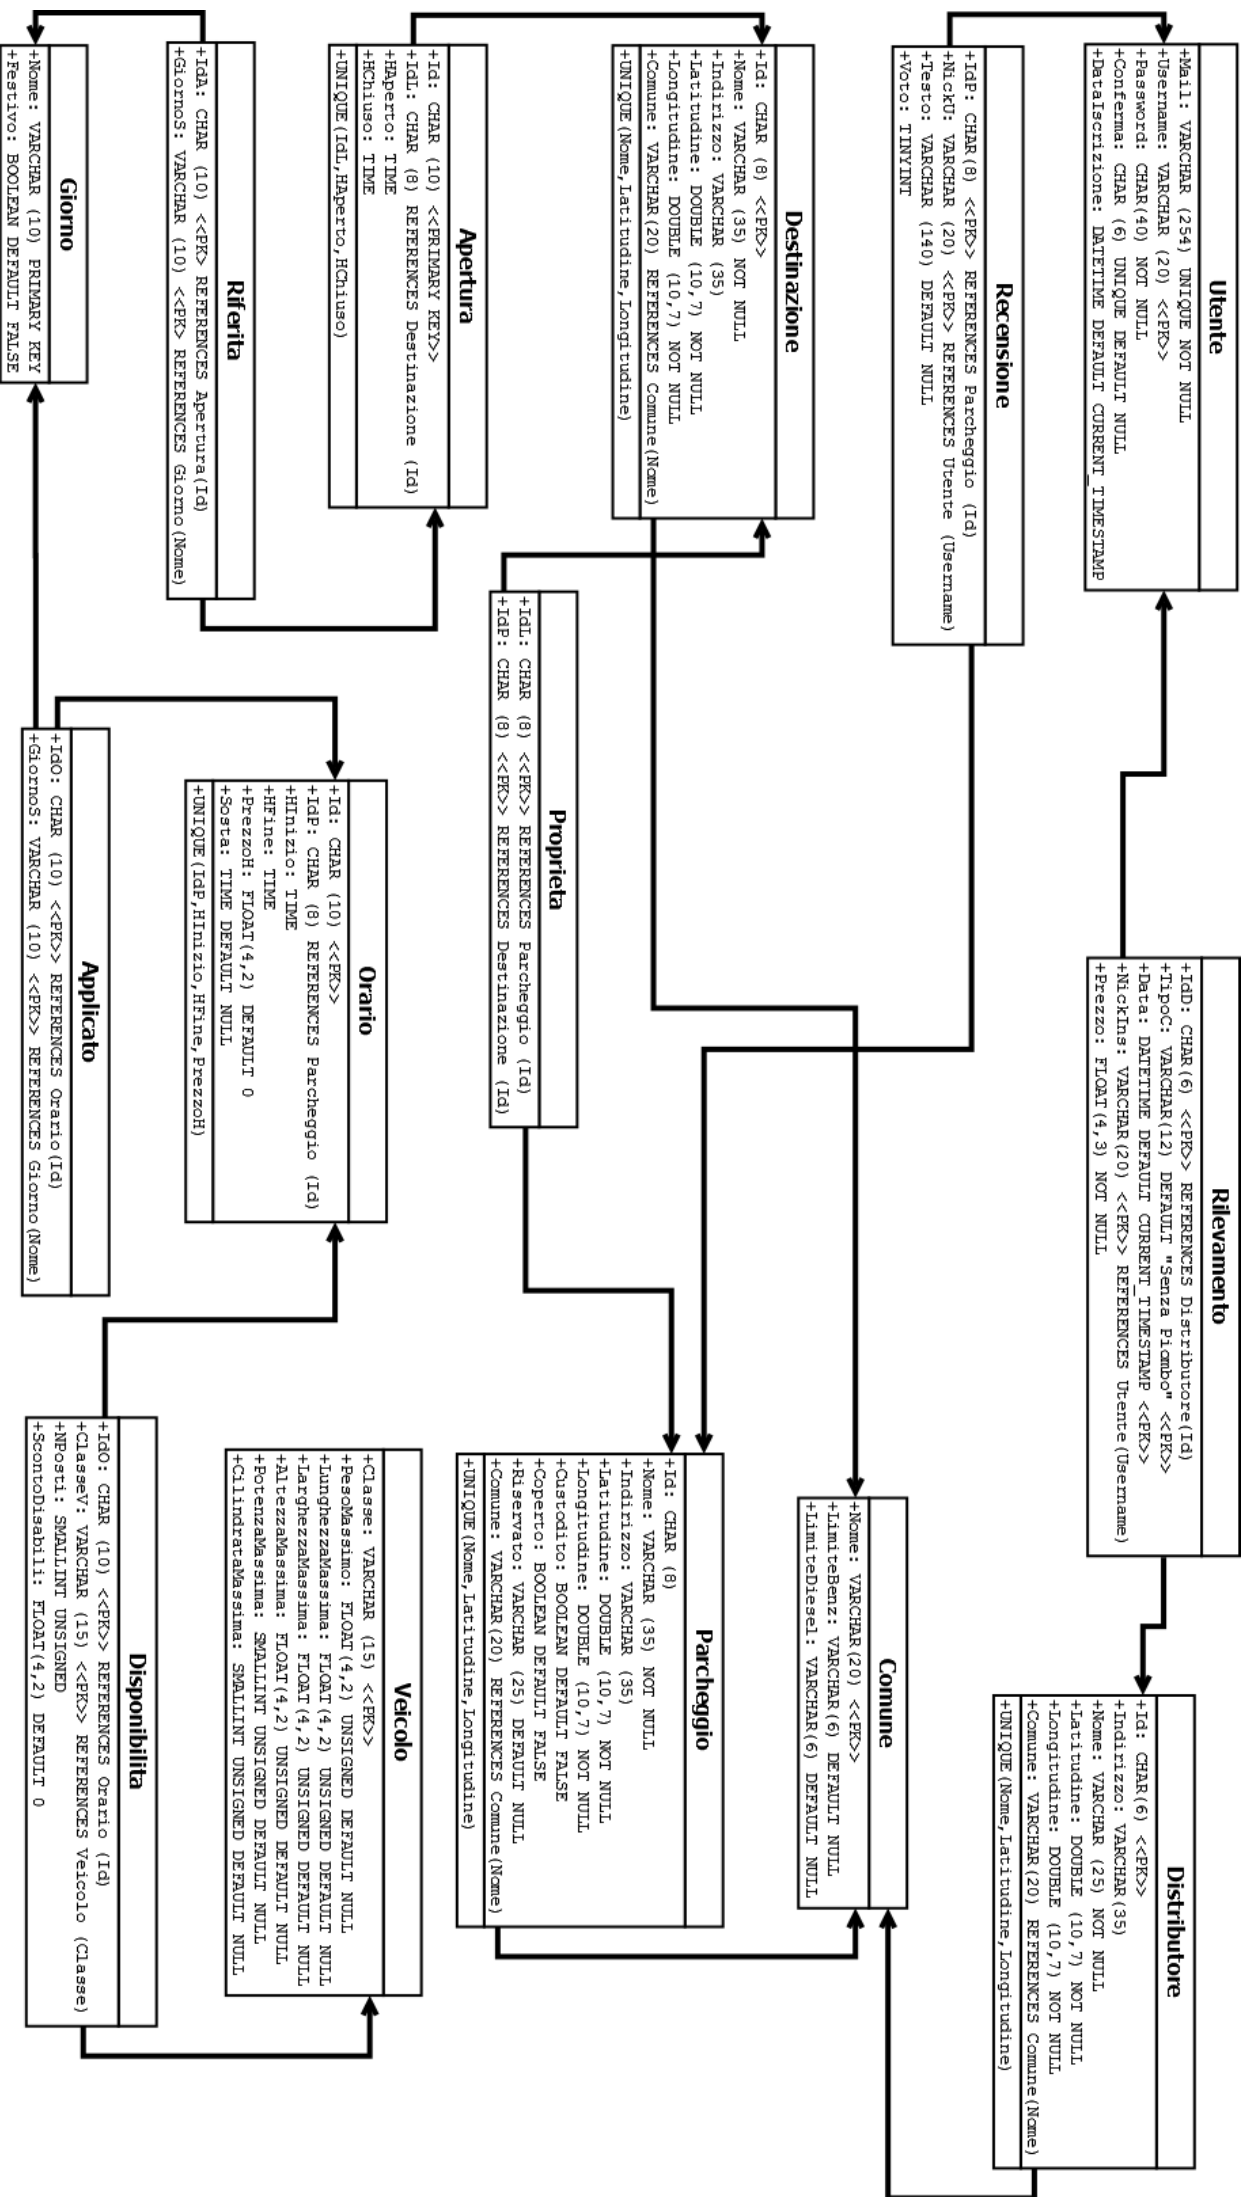 Utente
+Mail: VARCHAR (254) UNIQUE NOT NULL
+Username: VARCHAR (20) <<PK>>
+Password: CHAR(40) NOT NULL
+Conferma: CHAR (6) UNIQUE DEFAULT NULL
+DataIscrizione: DATETIME DEFAULT CURRENT_TIMESTAMP
Rilevamento
+IdD: CHAR(6) <<PK>> REFERENCES Distributore(Id)
+TipoC: VARCHAR(12) DEFAULT "Senza Piombo" <<PK>>
+Data: DATETIME DEFAULT CURRENT_TIMESTAMP <<PK>>
+NickIns: VARCHAR(20) <<PK>> REFERENCES Utente(Username)
+Prezzo: FLOAT(4,3) NOT NULL
Distributore
+Id: CHAR(6) <<PK>>
+Indirizzo: VARCHAR(35)
+Nome: VARCHAR (25) NOT NULL
+Latitudine: DOUBLE (10,7) NOT NULL
+Longitudine: DOUBLE (10,7) NOT NULL
+Comune: VARCHAR(20) REFERENCES Comune(Nome)
+UNIQUE(Nome,Latitudine,Longitudine)
Recensione
+IdP: CHAR(8) <<PK>> REFERENCES Parcheggio (Id)
+NickU: VARCHAR (20) <<PK>> REFERENCES Utente (Username)
+Testo: VARCHAR (140) DEFAULT NULL
+Voto: TINYINT
Comune
+Nome: VARCHAR(20) <<PK>>
+LimiteBenz: VARCHAR(6) DEFAULT NULL
+LimiteDiesel: VARCHAR(6) DEFAULT NULL
Destinazione
+Id: CHAR (8) <<PK>>
+Nome: VARCHAR (35) NOT NULL
+Indirizzo: VARCHAR (35)
+Latitudine: DOUBLE (10,7) NOT NULL
+Longitudine: DOUBLE (10,7) NOT NULL
+Comune: VARCHAR(20) REFERENCES Comune(Nome)
+UNIQUE(Nome,Latitudine,Longitudine)
Proprieta
+IdL: CHAR (8) <<PK>> REFERENCES Parcheggio (Id)
+IdP: CHAR (8) <<PK>> REFERENCES Destinazione (Id)
Parcheggio
+Id: CHAR (8)
+Nome: VARCHAR (35) NOT NULL
+Indirizzo: VARCHAR (35)
+Latitudine: DOUBLE (10,7) NOT NULL
+Longitudine: DOUBLE (10,7) NOT NULL
+Custodito: BOOLEAN DEFAULT FALSE
+Coperto: BOOLEAN DEFAULT FALSE
+Riservato: VARCHAR (25) DEFAULT NULL
+Comune: VARCHAR(20) REFERENCES Comune(Nome)
+UNIQUE(Nome,Latitudine,Longitudine)
Apertura
+Id: CHAR (10) <<PRIMARY KEY>>
+IdL: CHAR (8) REFERENCES Destinazione (Id)
+HAperto: TIME
+HChiuso: TIME
+UNIQUE(IdL,HAperto,HChiuso)
Orario
+Id: CHAR (10) <<PK>>
+IdP: CHAR (8) REFERENCES Parcheggio (Id)
+HInizio: TIME
+HFine: TIME
+PrezzoH: FLOAT(4,2) DEFAULT 0
+Sosta: TIME DEFAULT NULL
+UNIQUE(IdP,HInizio,HFine,PrezzoH)
Veicolo
+Classe: VARCHAR (15) <<PK>>
+PesoMassimo: FLOAT(4,2) UNSIGNED DEFAULT NULL
+LunghezzaMassima: FLOAT(4,2) UNSIGNED DEFAULT NULL
+LarghezzaMassima: FLOAT(4,2) UNSIGNED DEFAULT NULL
+AltezzaMassima: FLOAT(4,2) UNSIGNED DEFAULT NULL
+PotenzaMassima: SMALLINT UNSIGNED DEFAULT NULL
+CilindrataMassima: SMALLINT UNSIGNED DEFAULT NULL
Riferita
+IdA: CHAR (10) <<PK> REFERENCES Apertura(Id)
+GiornoS: VARCHAR (10) <<PK> REFERENCES Giorno(Nome)
Giorno
+Nome: VARCHAR (10) PRIMARY KEY
+Festivo: BOOLEAN DEFAULT FALSE
Applicato
+IdO: CHAR (10) <<PK>> REFERENCES Orario(Id)
+GiornoS: VARCHAR (10) <<PK>> REFERENCES Giorno(Nome)
Disponibilita
+IdO: CHAR (10) <<PK>> REFERENCES Orario (Id)
+ClasseV: VARCHAR (15) <<PK>> REFERENCES Veicolo (Classe)
+NPosti: SMALLINT UNSIGNED
+ScontoDisabili: FLOAT(4,2) DEFAULT 0